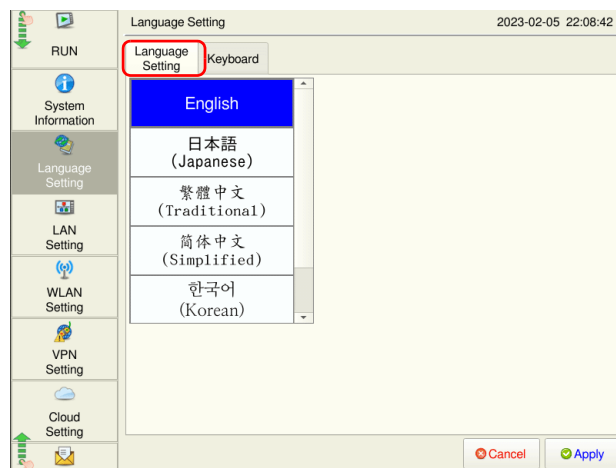 Language Setting
2023-02-05 22:08:42
RUN
System
Information
Language
Setting
LAN
Setting
WLAN
Setting
VPN
Setting
Cloud
Setting
Language
Setting
Keyboard
English
日本語
(Japanese)
繁體中文
(Traditional)
简体中文
(Simplified)
한국어
(Korean)
Cancel
Apply